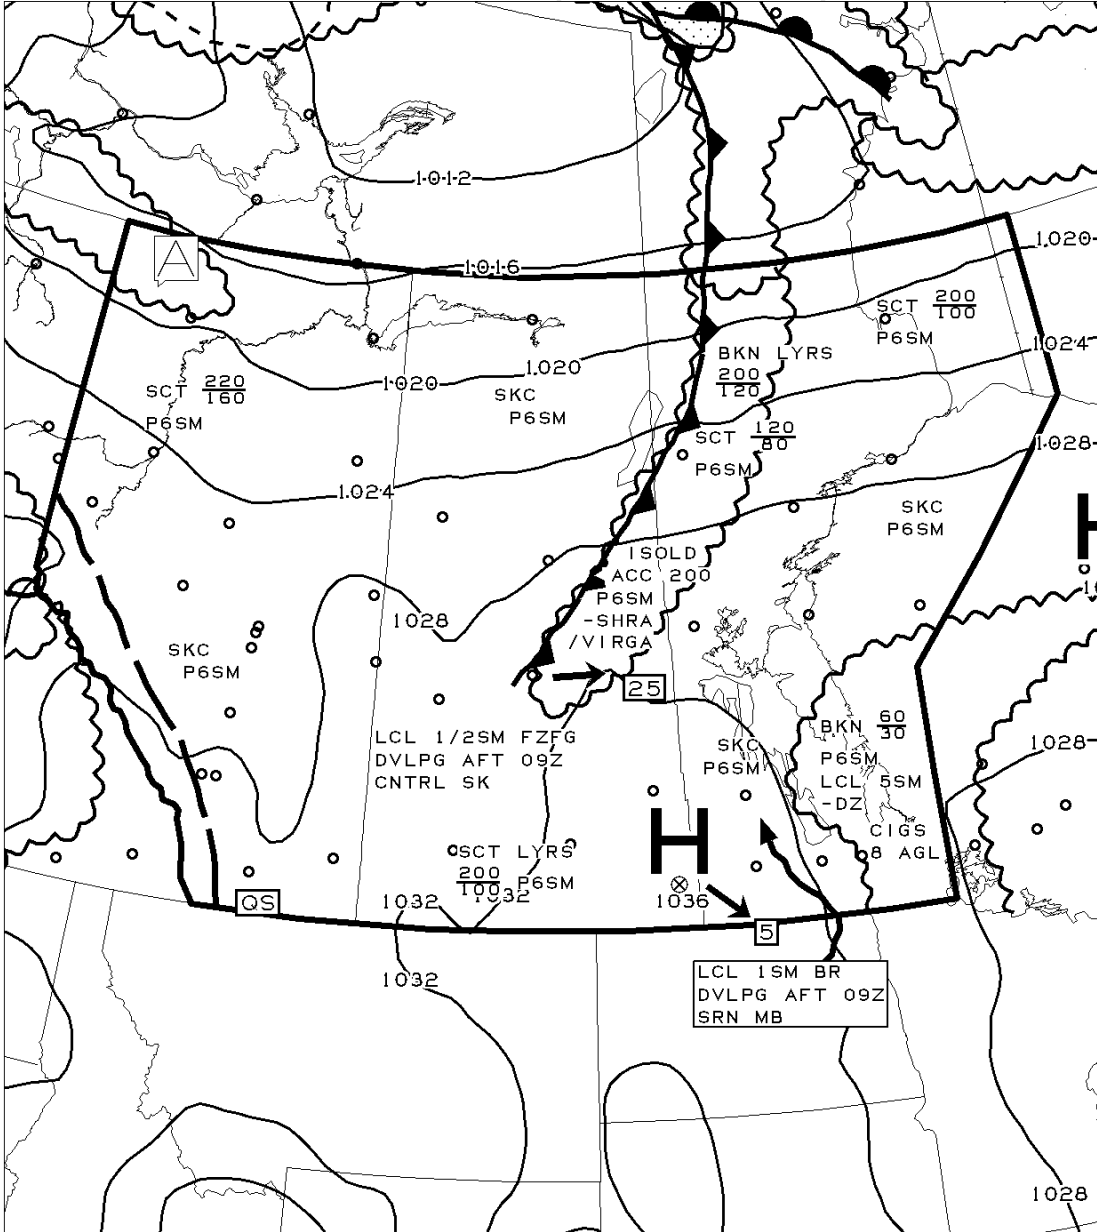 1012
1020
A
1016
SCT 200
100
P6SM
1024
BKN LYRS
200
120
1020
1020
SCT 220
160
P6SM
SKC
P6SM
SCT 120
80
P6SM
1028
1024
SKC
P6SM
H
ISOLD
ACC 200
P6SM
-SHRA
/VIRGA
1028
SKC
P6SM
25
LCL 1/2SM FZFG
DVLPG AFT 09Z
CNTRL SK
SKC
P6SM
BKN 60
30
P6SM
LCL 5SM
-DZ
CIGS
8 AGL
1028
H
SCT LYRS
200
100 P6SM
1032
1032
1036
QS
5
LCL 1SM BR
DVLPG AFT 09Z
SRN MB
1032
1028